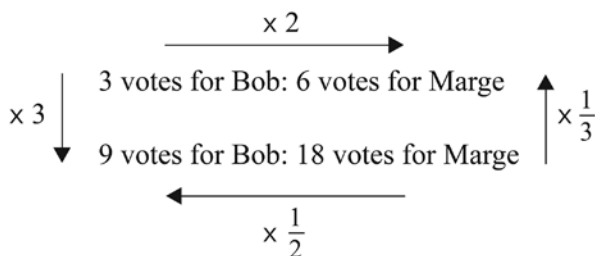 × 2
3 votes for Bob: 6 votes for Marge
× 3
× 1/3
9 votes for Bob: 18 votes for Marge
× 1/2